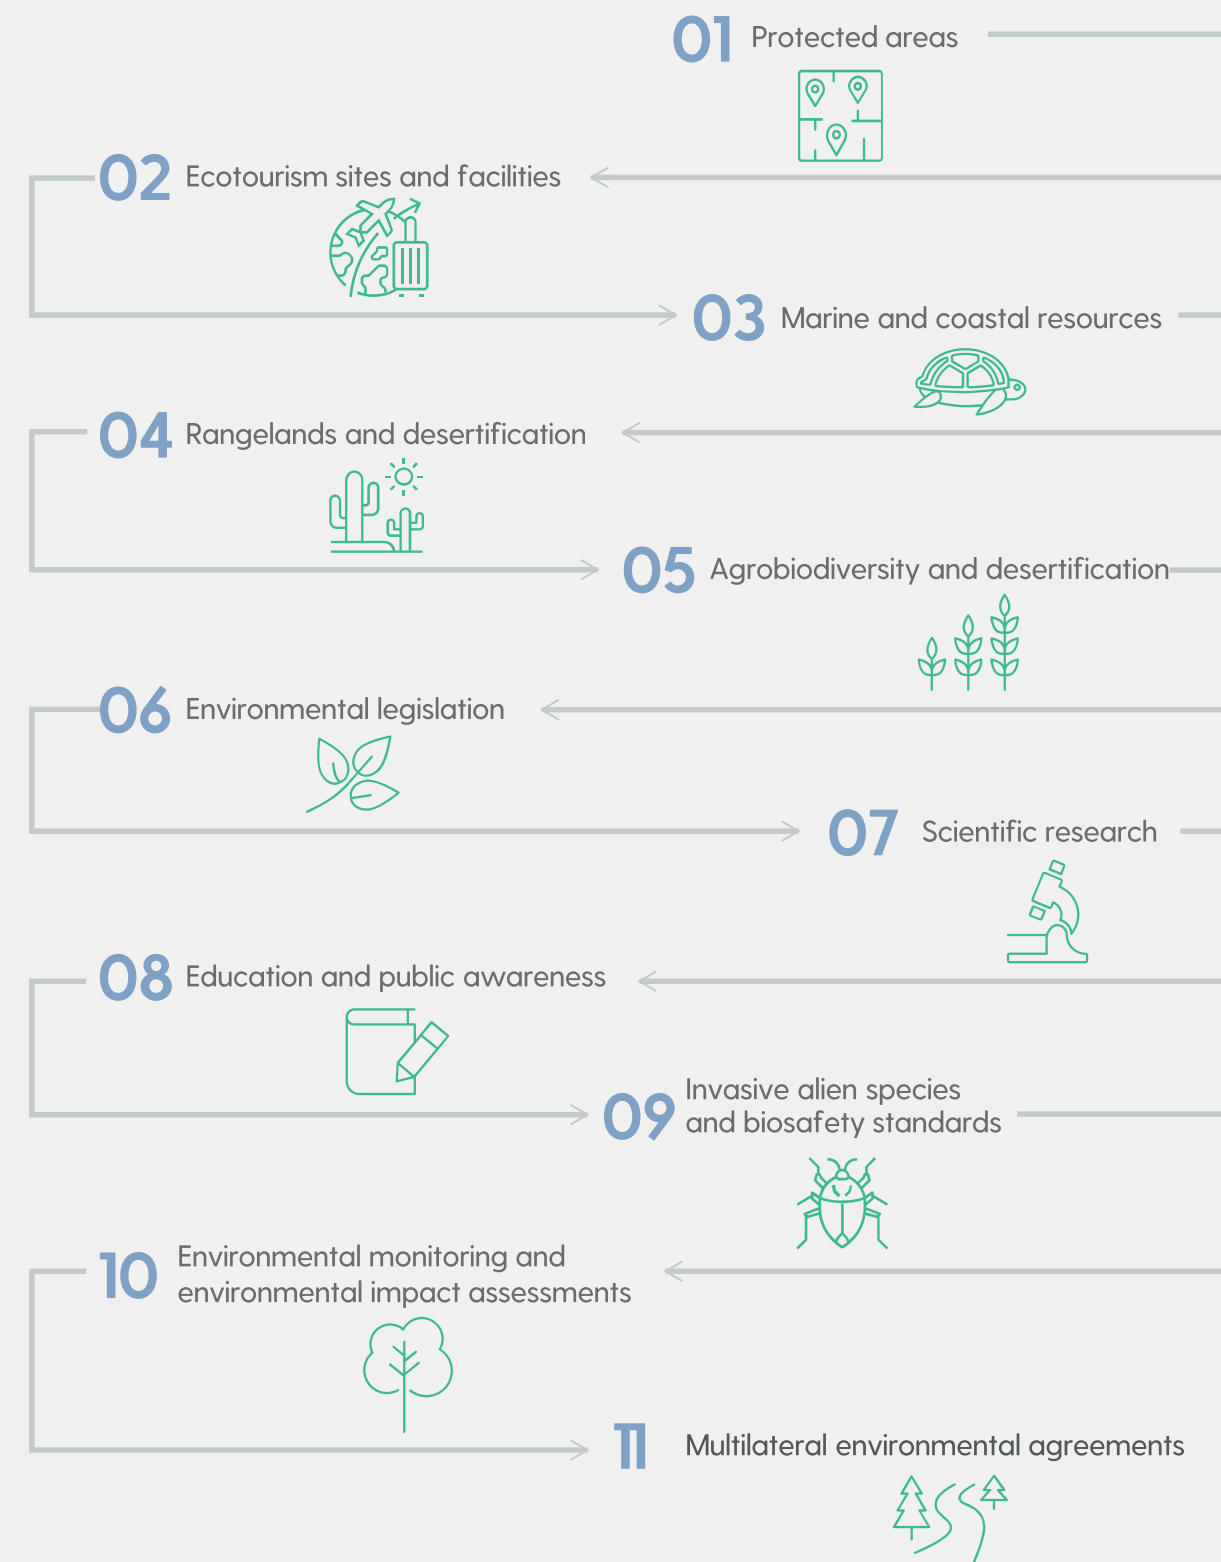 01 Protected areas
02 Ecotourism sites and facilities
03 Marine and coastal resources
04 Rangelands and desertification
05 Agrobiodiversity and desertification
06 Environmental legislation
07 Scientific research
08 Education and public awareness
09 Invasive alien species
and biosafety standards
10 Environmental monitoring and
environmental impact assessments
11 Multilateral environmental agreements